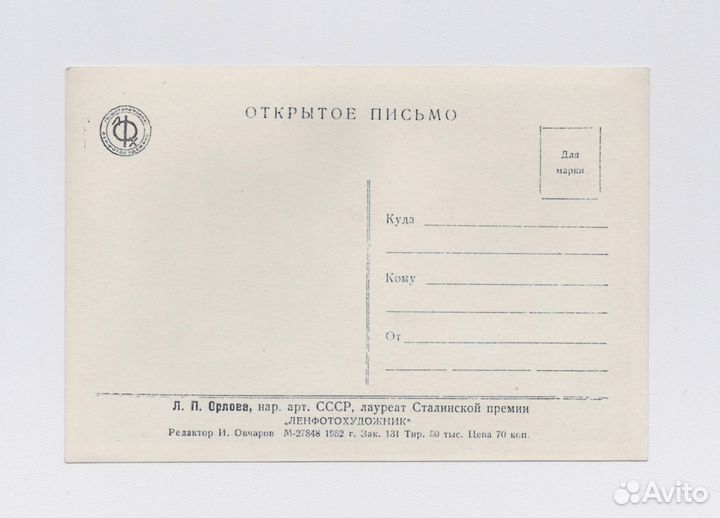 ОТКРЫТОЕ ПИСЬМО
Для
марки
Куда
Кому
От
Л. П. Орлова, нар. арт. СССР, лауреат Сталинской премии
„ЛЕНФОТОХУДОЖНИК"
Редактор И. Овчаров М-27848 1952 г. Зак. 131 Тир. 50 тыс. Цена 70 коп.
Avito